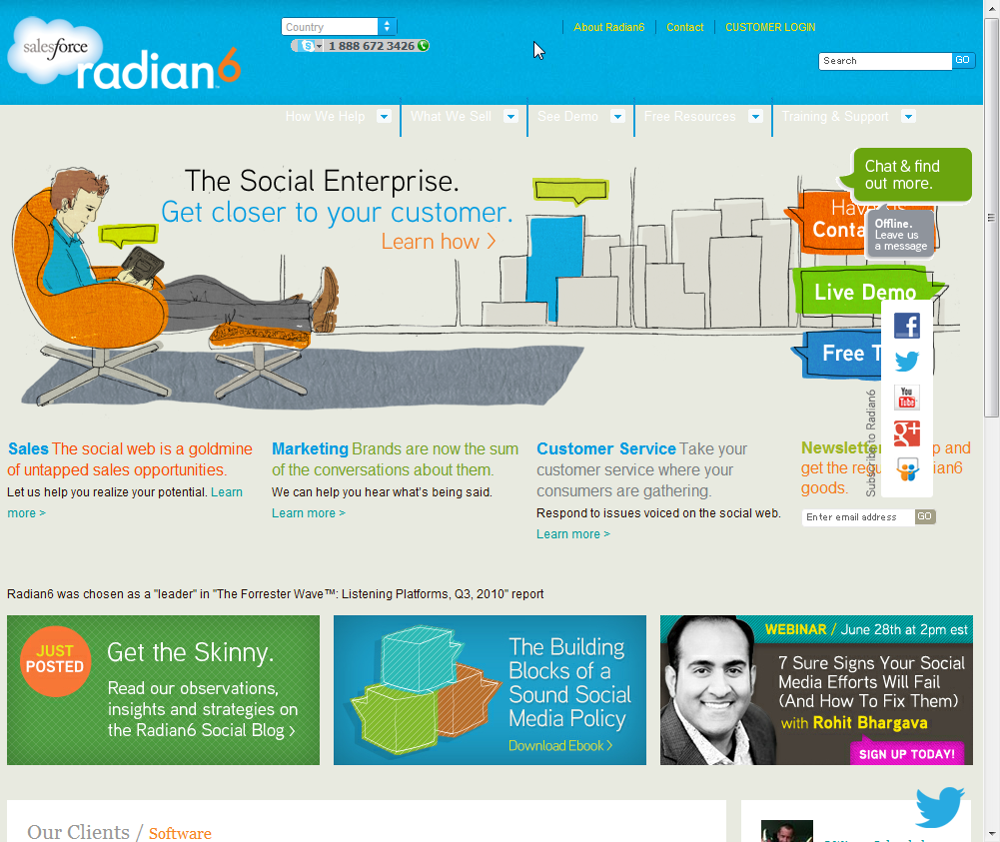 salesforce
radian6
Country
1 888 672 3426
About Radian6
Contact
CUSTOMER LOGIN
Search
GO
How We Help
What We Sell
See Demo
Free Resources
Training & Support
The Social Enterprise.
Get closer to your customer.
Learn how >
Chat & find
out more.
Offline.
Leave us
a message
Live Demo
Free
Subscribe to Radian6
You
Tube
Sales The social web is a goldmine
of untapped sales opportunities.
Let us help you realize your potential. Learn
more >
Marketing Brands are now the sum
of the conversations about them.
We can help you hear what's being said.
Learn more >
Customer Service Take your
customer service where your
consumers are gathering.
Respond to issues voiced on the social web.
Learn more >
Newsletter and
get the
goods.
Enter email address
GO
Radian6 was chosen as a "leader" in "The Forrester Wave™: Listening Platforms, Q3, 2010" report
JUST
POSTED
Get the Skinny.
Read our observations,
insights and strategies on
the Radian6 Social Blog >
The Building
Blocks of a
Sound Social
Media Policy
Download Ebook >
WEBINAR / June 28th at 2pm est
7 Sure Signs Your Social
Media Efforts Will Fail
(And How To Fix Them)
with Rohit Bhargava
SIGN UP TODAY!
Our Clients / Software